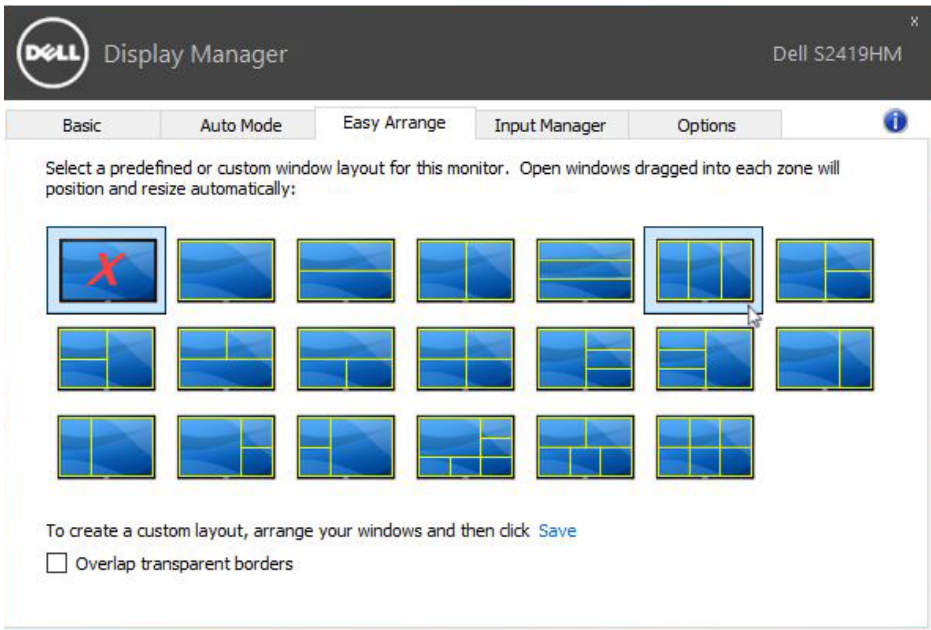 x
DELL
Display Manager
Dell S2419HM
Basic
Auto Mode
Easy Arrange
Input Manager
Options
i
Select a predefined or custom window layout for this monitor. Open windows dragged into each zone will
position and resize automatically:
X
To create a custom layout, arrange your windows and then click Save
Overlap transparent borders